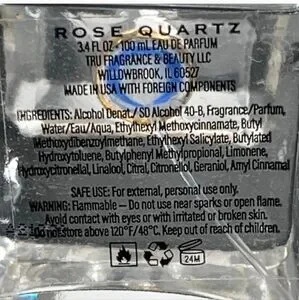 ROSE QUARTZ
3.4 FL OZ - 100 mL EAU DE PARFUM
TRU FRAGRANCE & BEAUTY LLC
WILLOWBROOK, IL 60527
MADE IN USA WITH FOREIGN COMPONENTS
INGREDIENTS: Alcohol Denat./ SD Alcohol 40-B, Fragrance/Parfum,
Water/Eau/Aqua, Ethylhexyl Methoxycinnamate, Butyl
Methoxydibenzoylmethane, Ethylhexyl Salicylate, Butylated
Hydroxytoluene, Butylphenyl Methylpropional, Limonene,
Hydroxycitronellal, Linalool, Citral, Citronellol, Geraniol, Amyl Cinnamal
SAFE USE: For external, personal use only.
WARNING: Flammable – Do not use near sparks or open flame.
Avoid contact with eyes or with irritated or broken skin.
Do not store above 120°F/48°C. Keep out of reach of children.
24M